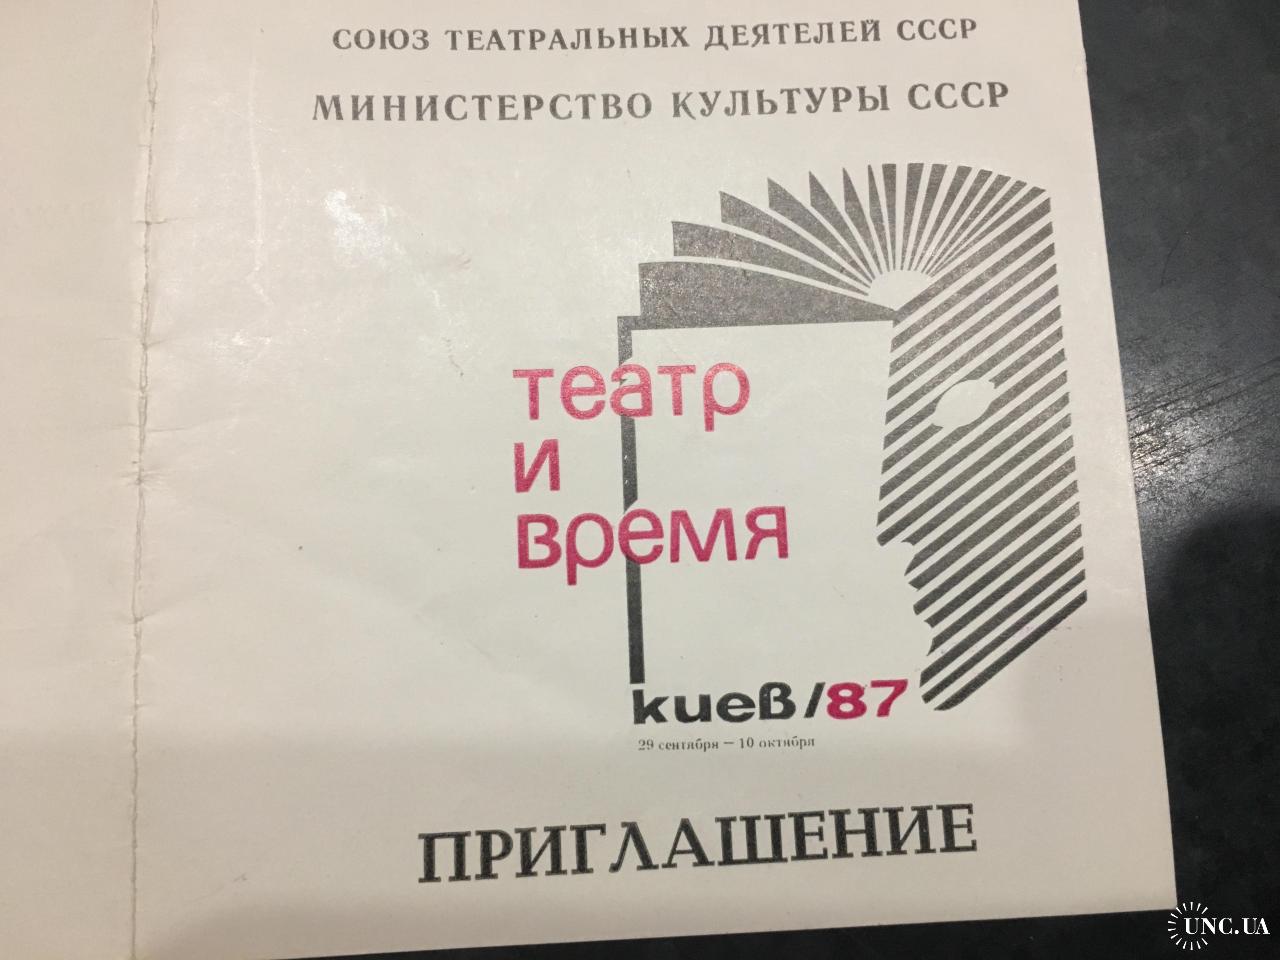 СОЮЗ ТЕАТРАЛЬНЫХ ДЕЯТЕЛЕЙ СССР
МИНИСТЕРСТВО КУЛЬТУРЫ СССР
театр
и
время
киев/87
29 сентября — 10 октября
ПРИГЛАШЕНИЕ
UNC.UA